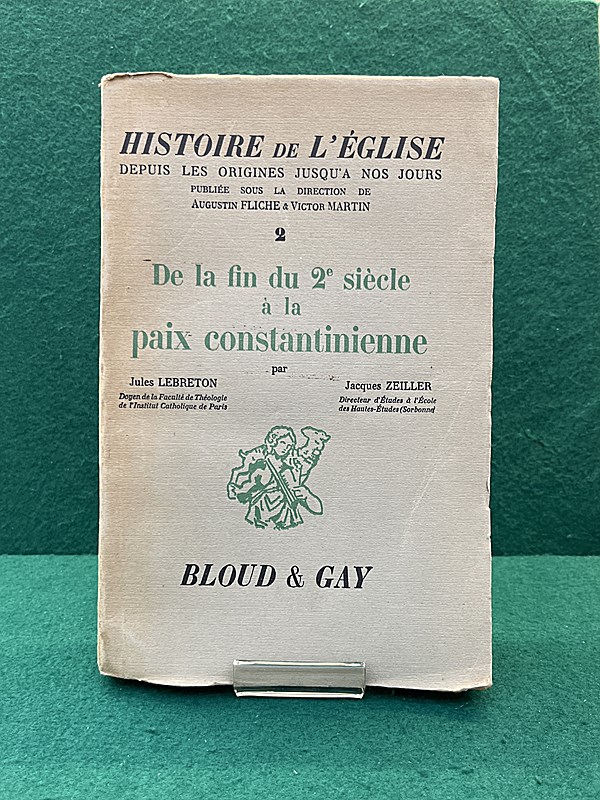 HISTOIRE DE L'ÉGLISE
DEPUIS LES ORIGINES JUSQU'A NOS JOURS
PUBLIÉE SOUS LA DIRECTION DE
AUGUSTIN FLICHE & VICTOR MARTIN
2
De la fin du 2e siècle
à la
paix constantinienne
par
Jules LEBRETON
Doyen de la Faculté de Théologie
de l'Institut Catholique de Paris
Jacques ZEILLER
Directeur d'Études à l'École
des Hautes-Études (Sorbonne)
BLOUD & GAY